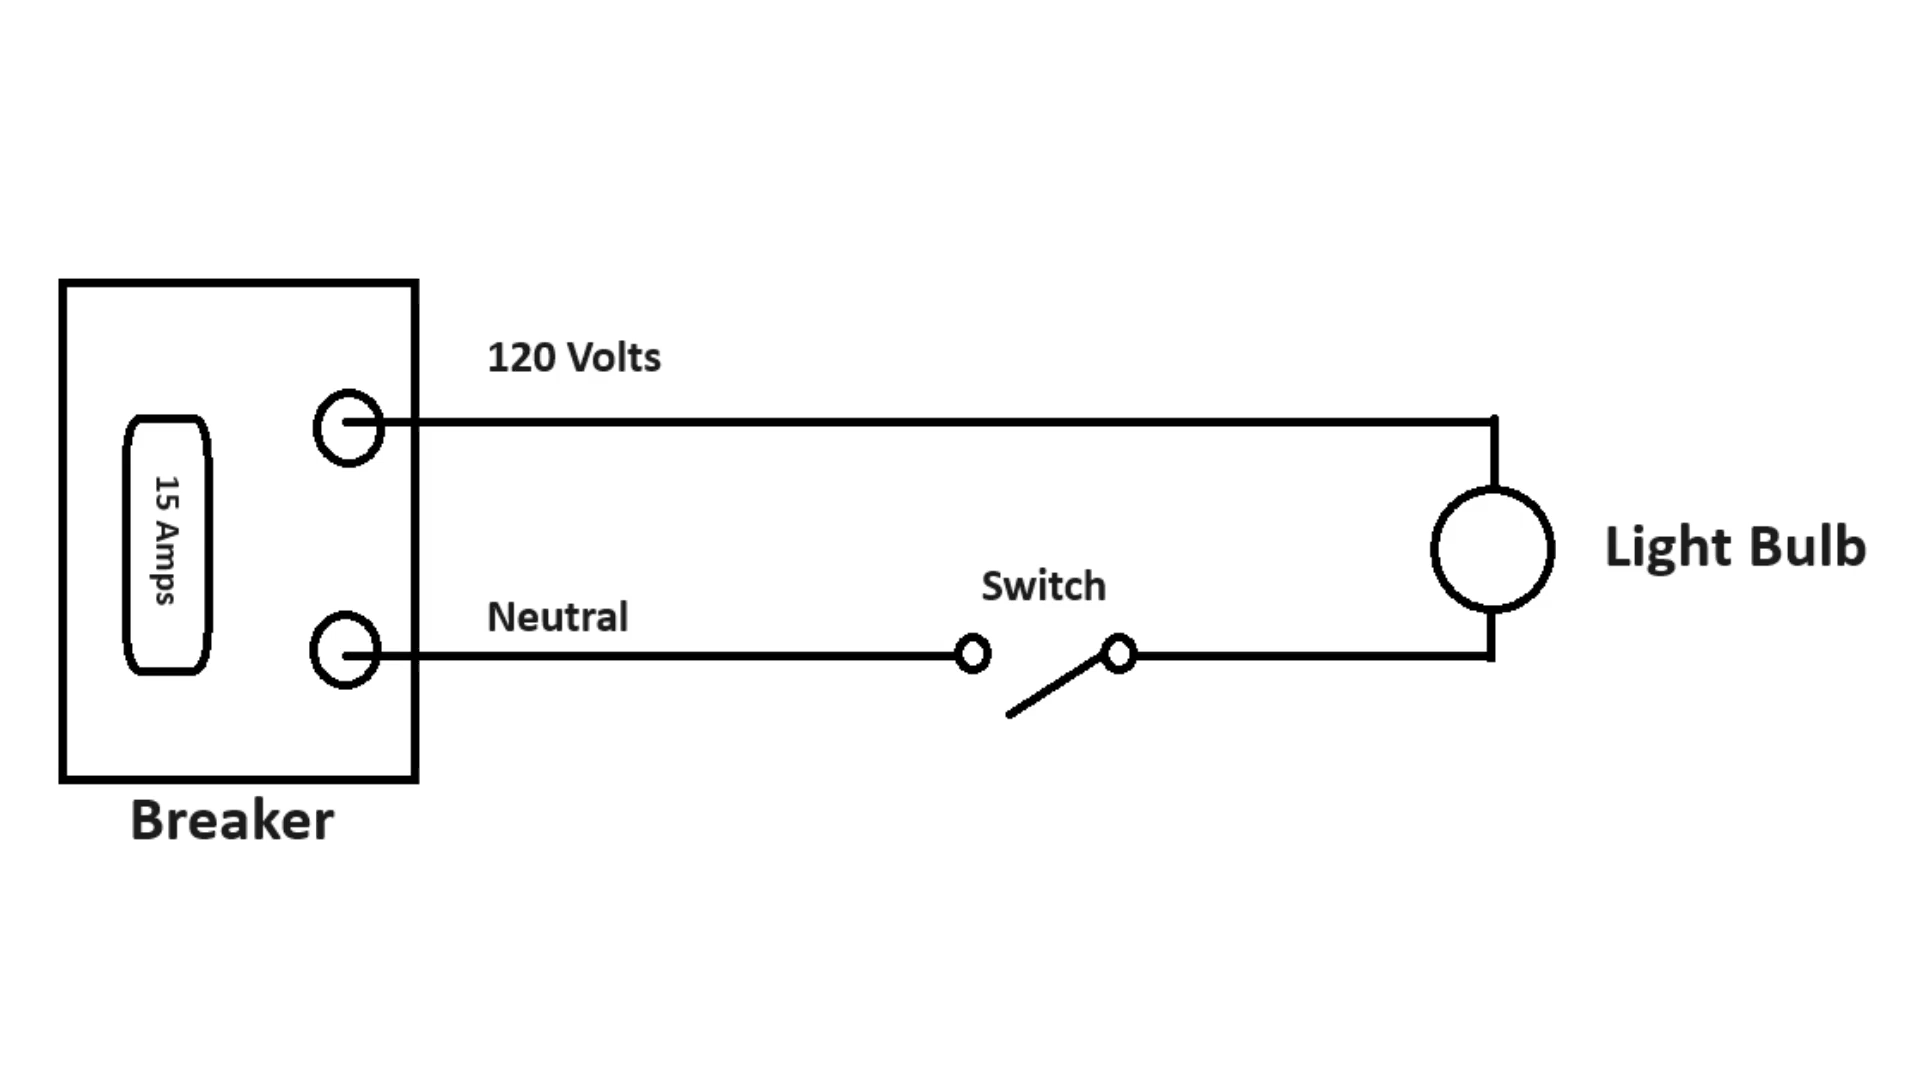 120 Volts
15 Amps
Light Bulb
Switch
Neutral
Breaker